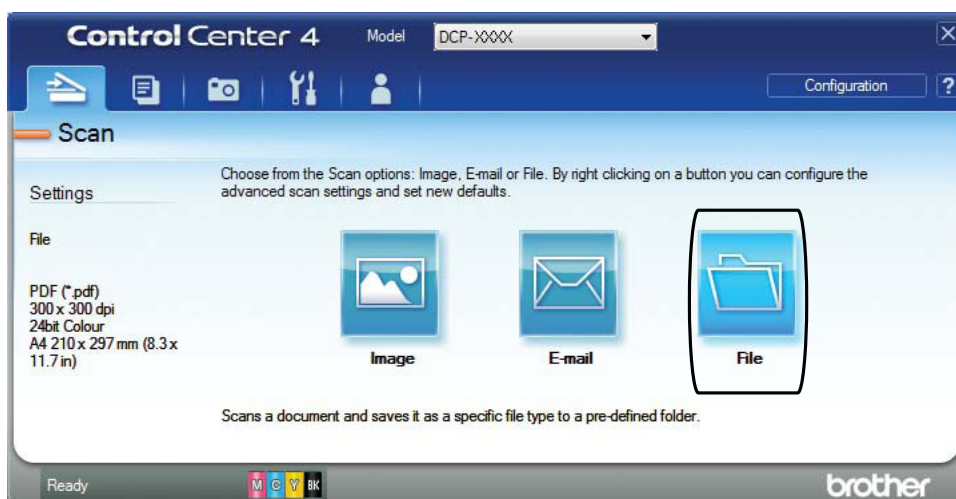 Control Center 4
Model
DCP-XXXX
Configuration
?
Scan
Choose from the Scan options: Image, E-mail or File. By right clicking on a button you can configure the
advanced scan settings and set new defaults.
Settings
File
PDF (*.pdf)
300 x 300 dpi
24bit Colour
A4 210 x 297 mm (8.3 x
11.7 in)
Image
E-mail
File
Scans a document and saves it as a specific file type to a pre-defined folder.
Ready
M C Y BK
brother